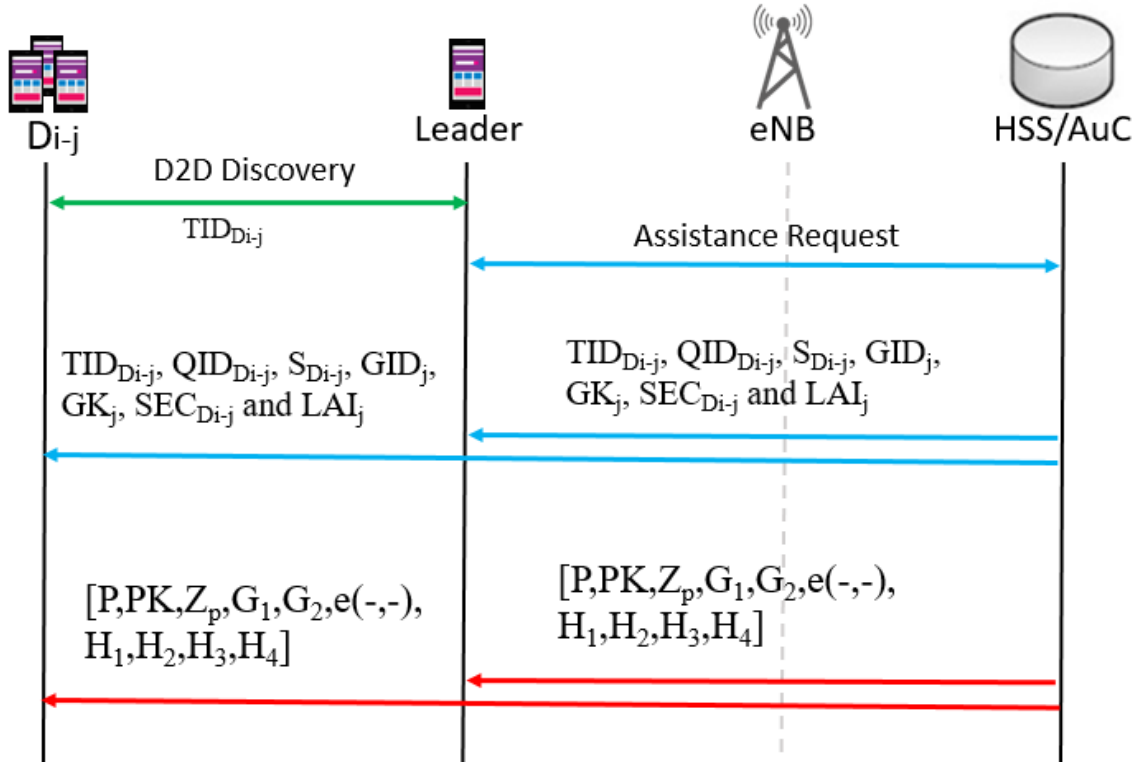 Di-j
Leader
eNB
HSS/AuC
D2D Discovery
TIDDi-j
Assistance Request
TIDDi-j, QIDDi-j, SDi-j, GIDj,
GKj, SECDi-j and LAIj
TIDDi-j, QIDDi-j, SDi-j, GIDj,
GKj, SECDi-j and LAIj
[P,PK,Zp,G1,G2,e(-,-),
H1,H2,H3,H4]
[P,PK,Zp,G1,G2,e(-,-),
H1,H2,H3,H4]